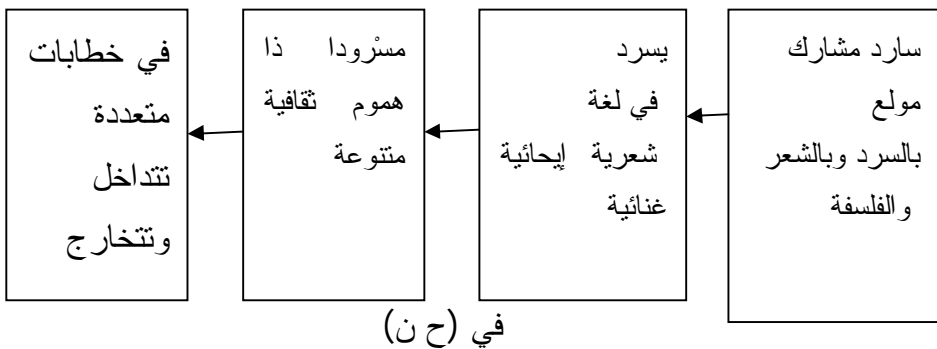 سارد مشارك
مولع
بالسرد وبالشعر
والفلسفة
يسرد
في لغة
شعرية إيحائية
غنائية
مسْرودا ذا
هموم ثقافية
متنوعة
في خطابات
متعددة
تتداخل
وتتخارج
في (ح ن)